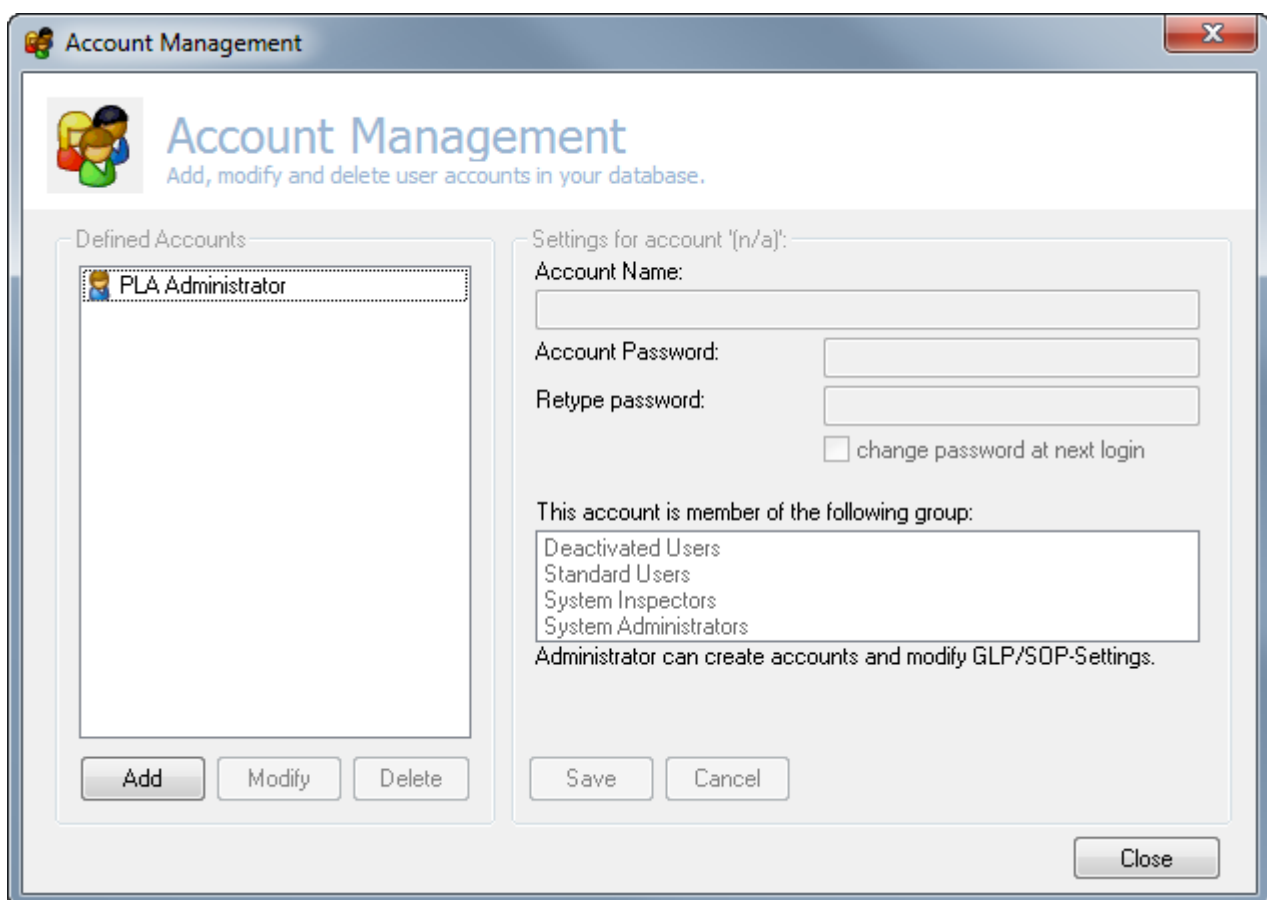 Account Management
Account Management
Add, modify and delete user accounts in your database.
Defined Accounts
PLA Administrator
Add
Modify
Delete
Settings for account '(n/a)':
Account Name:
Account Password:
Retype password:
change password at next login
This account is member of the following group:
Deactivated Users
Standard Users
System Inspectors
System Administrators
Administrator can create accounts and modify GLP/SOP-Settings.
Save
Cancel
Close